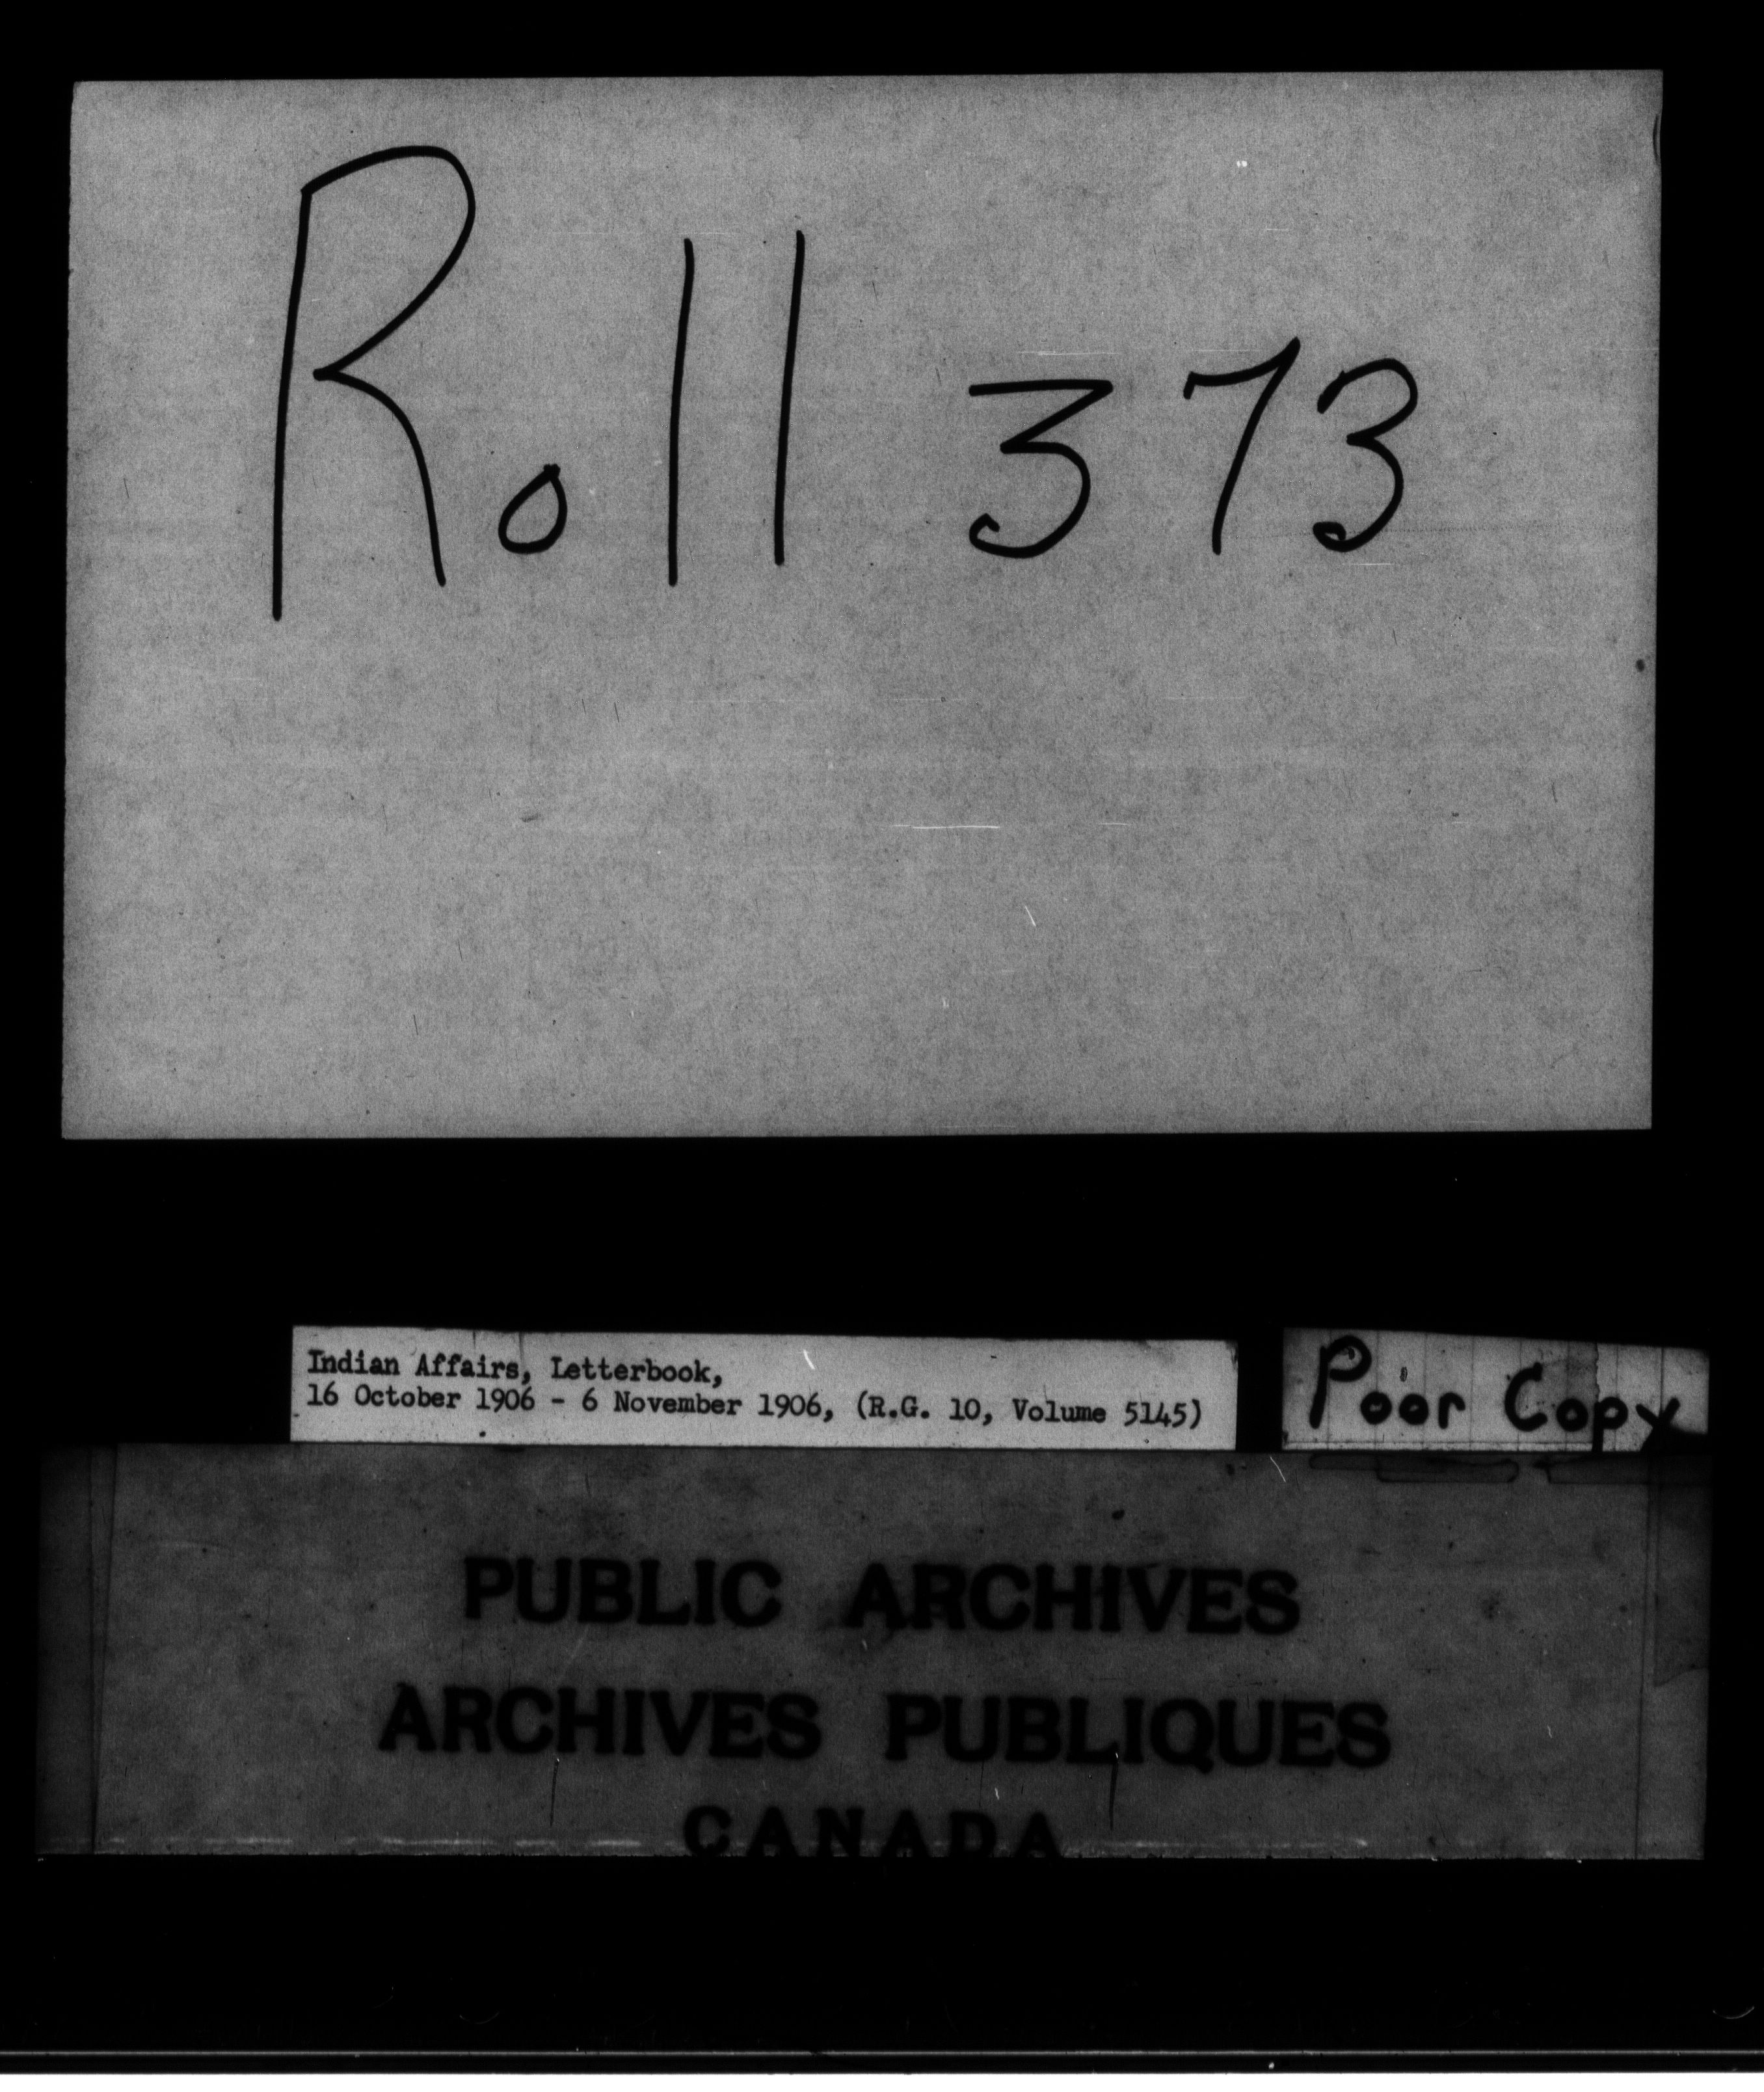 Roll 373
Indian Affairs, Letterbook,
16 October 1906 - 6 November 1906, (R.G. 10, Volume 5145)
Poor Copy
PUBLIC ARCHIVES
ARCHIVES PUBLIQUES
CANADA